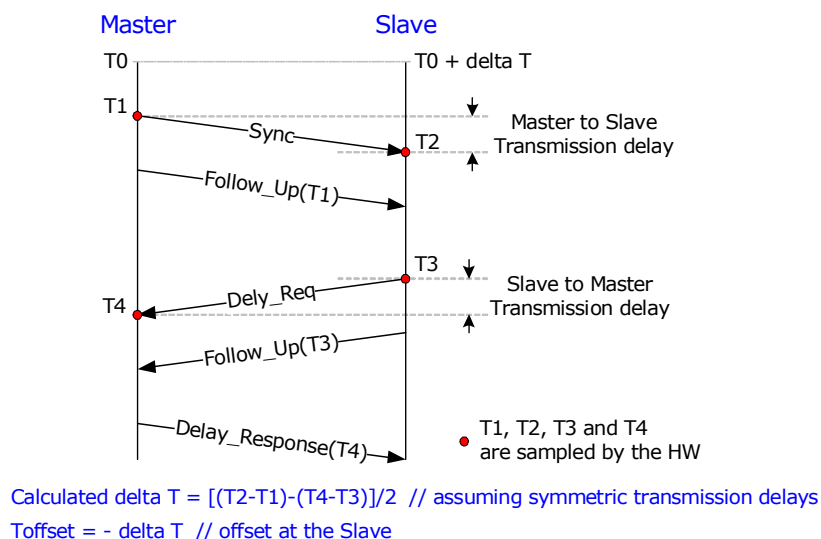 Master
Slave
T0
T0 + delta T
T1
Sync
T2
Master to Slave
Transmission delay
Follow_Up(T1)
T3
Slave to Master
Transmission delay
Dely_Req
T4
Follow_Up(T3)
Delay_Response(T4)
T1, T2, T3 and T4
are sampled by the HW
Calculated delta T = [(T2-T1)-(T4-T3)]/2 // assuming symmetric transmission delays
Toffset = - delta T // offset at the Slave